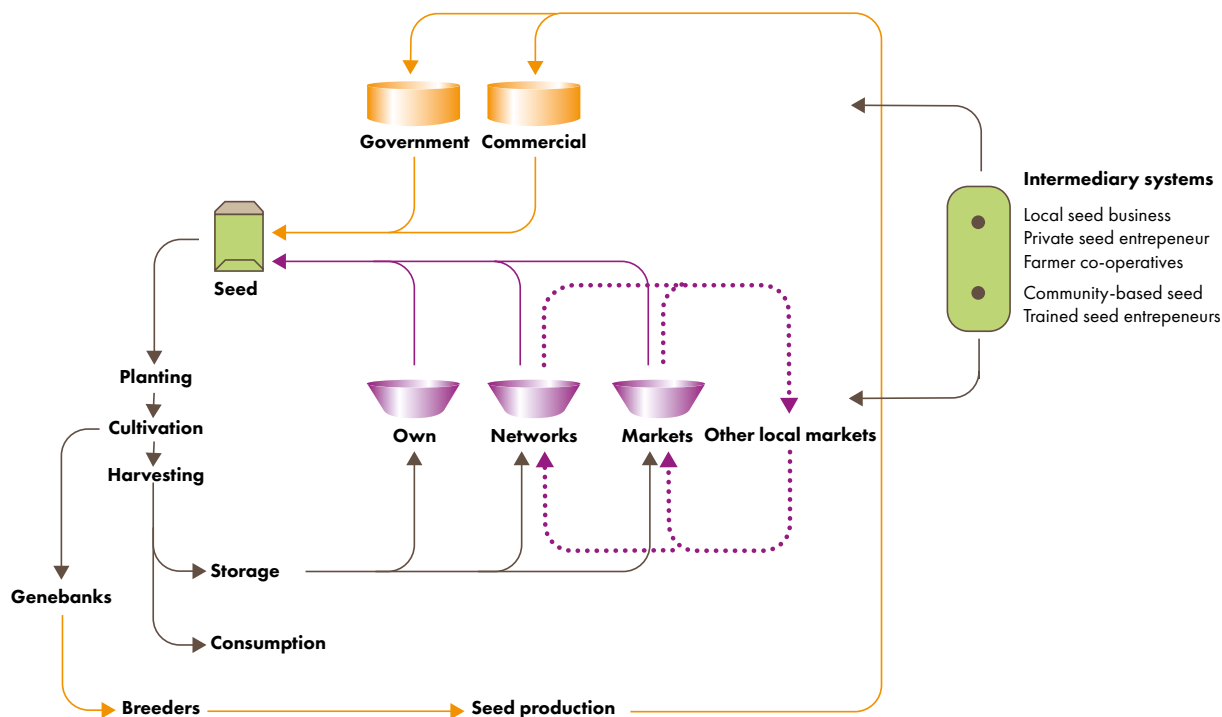 Government
Commercial
Intermediary systems
Local seed business
Private seed entrepeneur
Farmer co-operatives
Community-based seed
Trained seed entrepeneurs
Seed
Planting
Cultivation
Own
Networks
Markets
Other local markets
Harvesting
Storage
Genebanks
Consumption
Breeders
Seed production